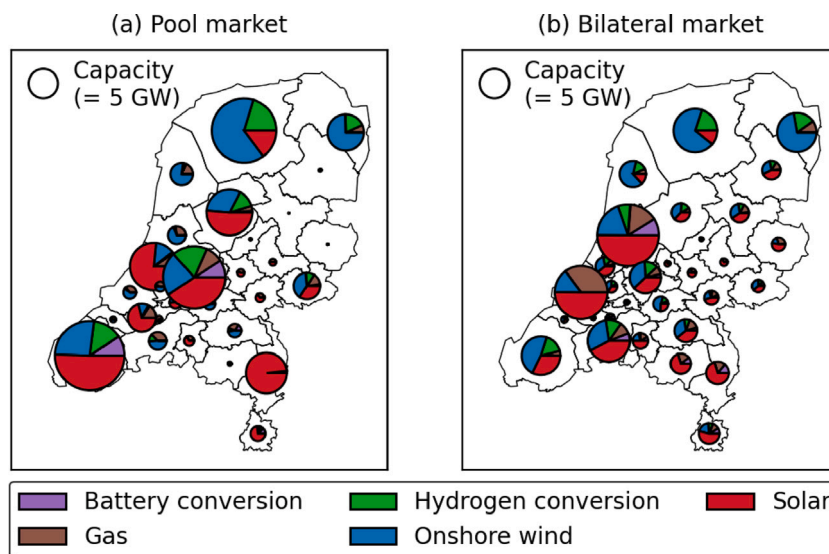 (a) Pool market
(b) Bilateral market
Capacity
(= 5 GW)
Capacity
(= 5 GW)
Battery conversion
Hydrogen conversion
Solar
Gas
Onshore wind